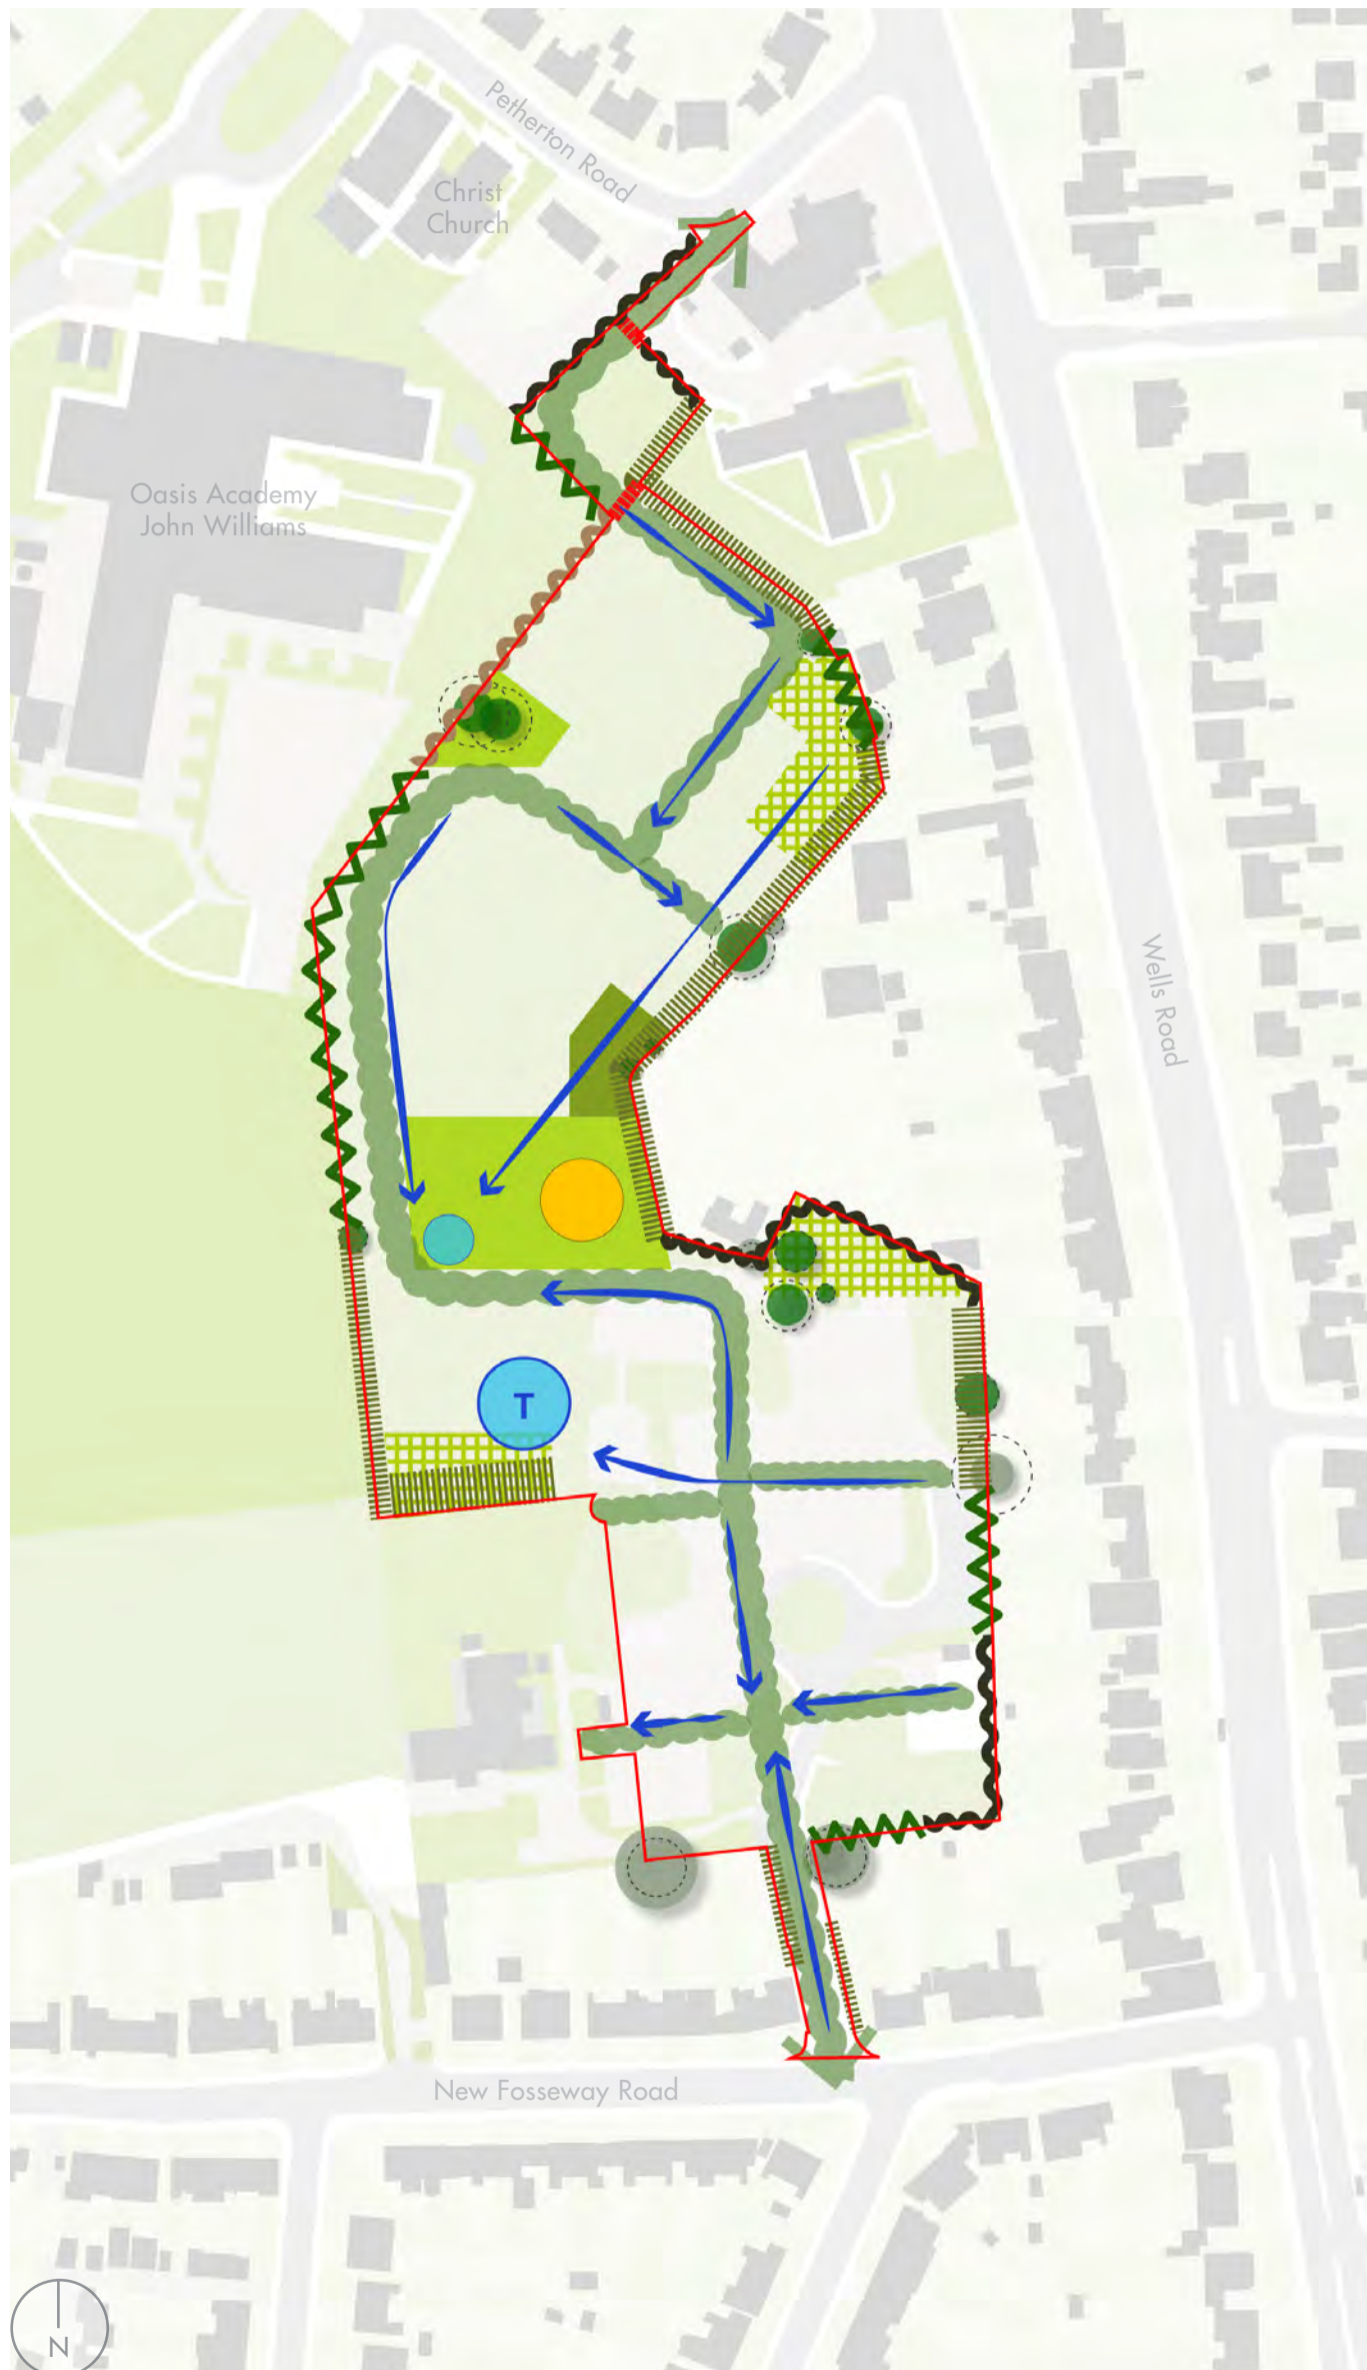 Petherton Road
Christ
Church
Oasis Academy
John Williams
Wells Road
T
New Fosseway Road
N